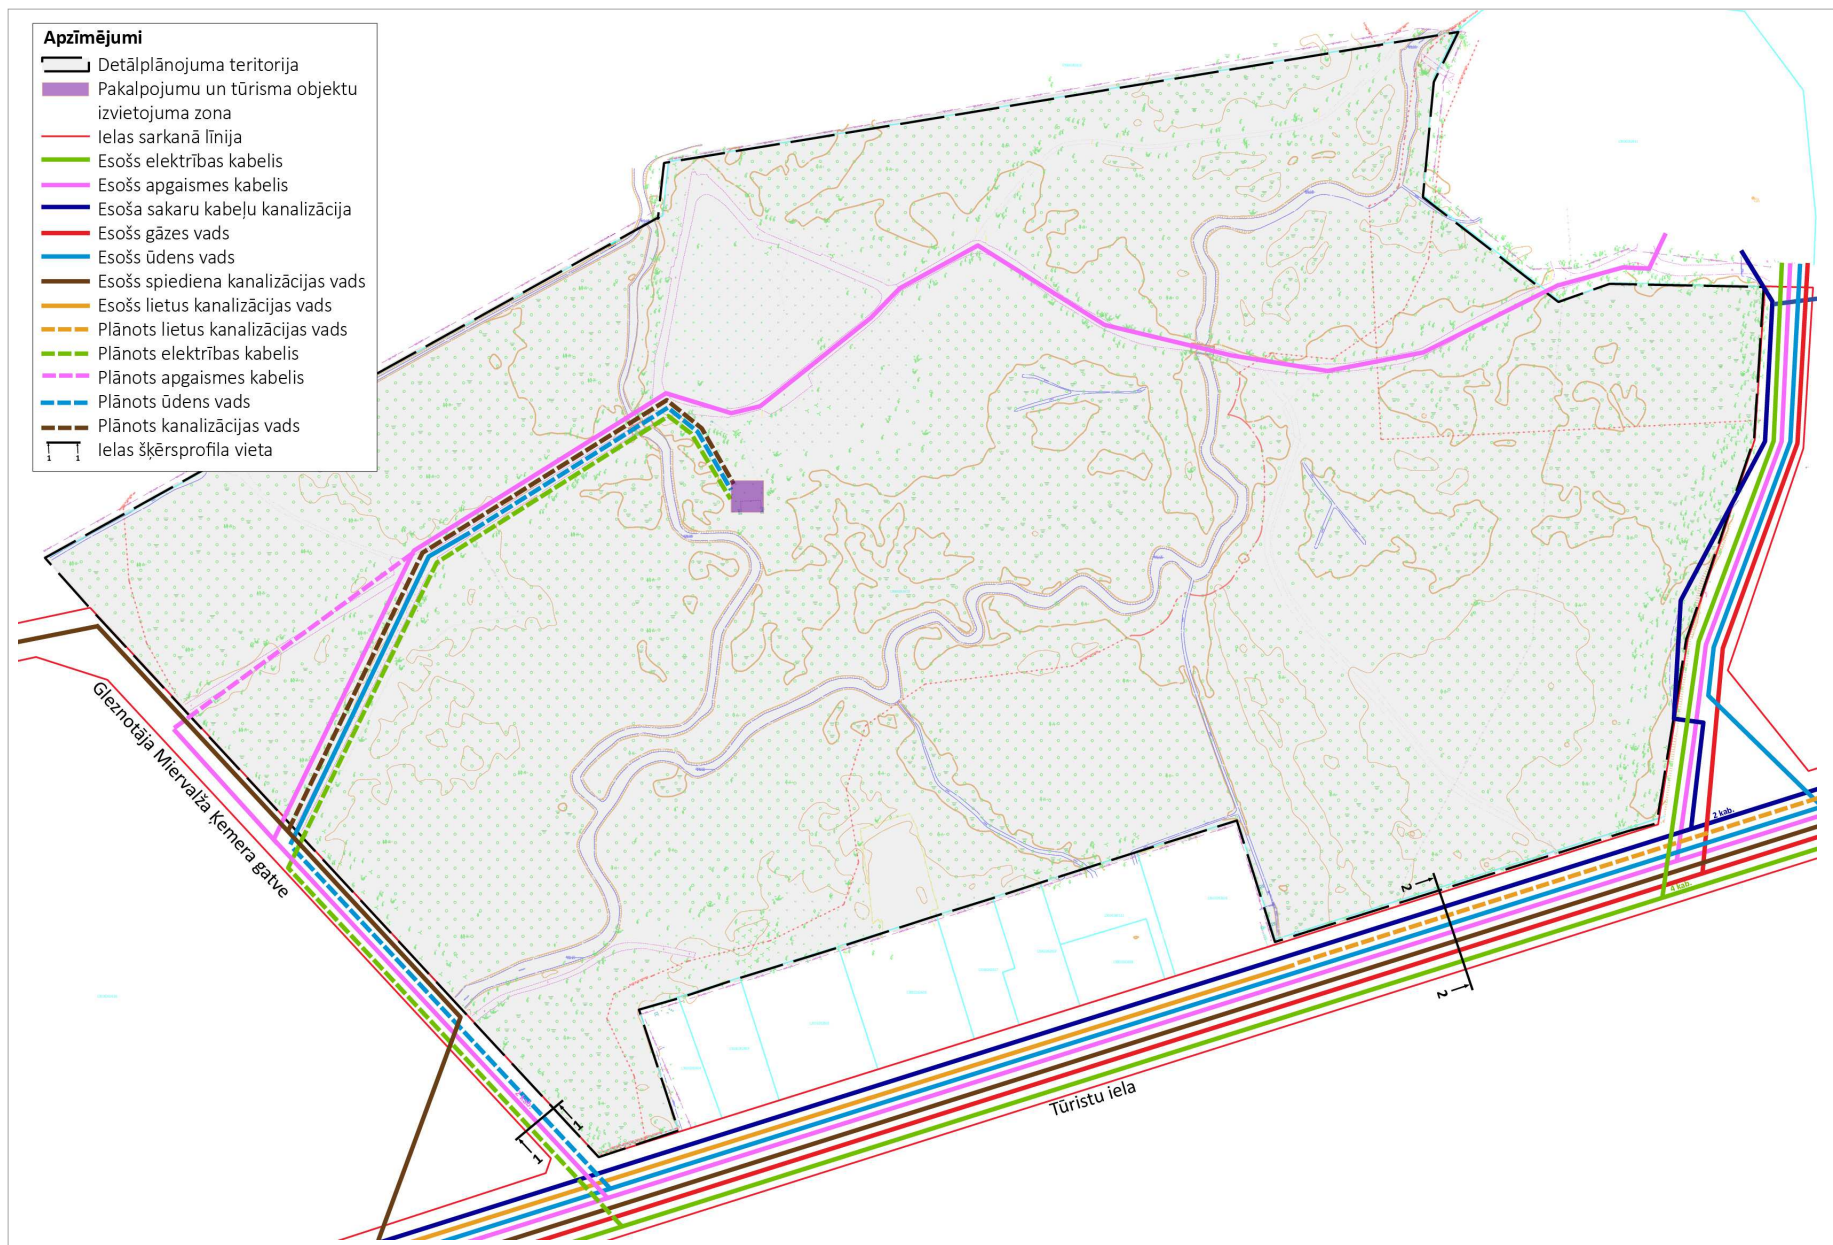 Apzīmējumi
Detālplānojuma teritorija
Pakalpojumu un tūrisma objektu
izvietojuma zona
Ielas sarkanā līnija
Esošs elektrības kabelis
Esošs apgaismes kabelis
Esoša sakaru kabeļu kanalizācija
Esošs gāzes vads
Esošs ūdens vads
Esošs spiediena kanalizācijas vads
Esošs lietus kanalizācijas vads
Plānots lietus kanalizācijas vads
Plānots elektrības kabelis
Plānots apgaismes kabelis
Plānots ūdens vads
Plānots kanalizācijas vads
Ielas šķērsprofila vieta
1 1
Gleznotāja Miervalža Ķemera gatve
2 kab.
4 kab.
2
2
Tūristu iela
1
1